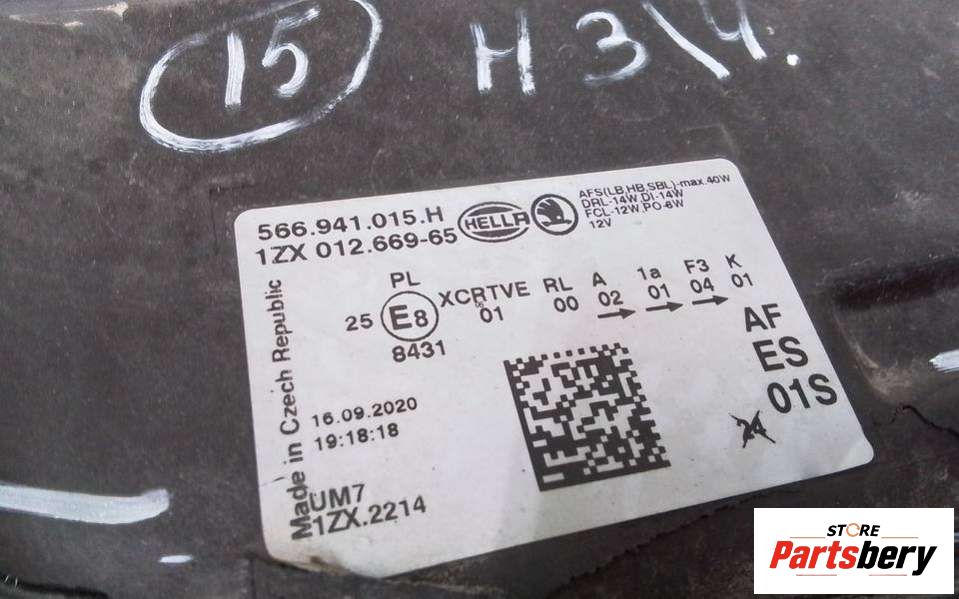 15 H3\4.
566.941.015.H
1ZX 012.669-65
HELLA
AFS(LB,HB,SBL)-max.40W
DRL-14W,DI-14W
FCL-12W,PO-6W
12V
PL
25 E8 XCRTVE RL A 1a F3 K
8431 01 00 02 01 04 01
Made in Czech Republic
16.09.2020
19:18:18
AF
ES
01S
24
UM7
1ZX.2214
STORE
Partsbery